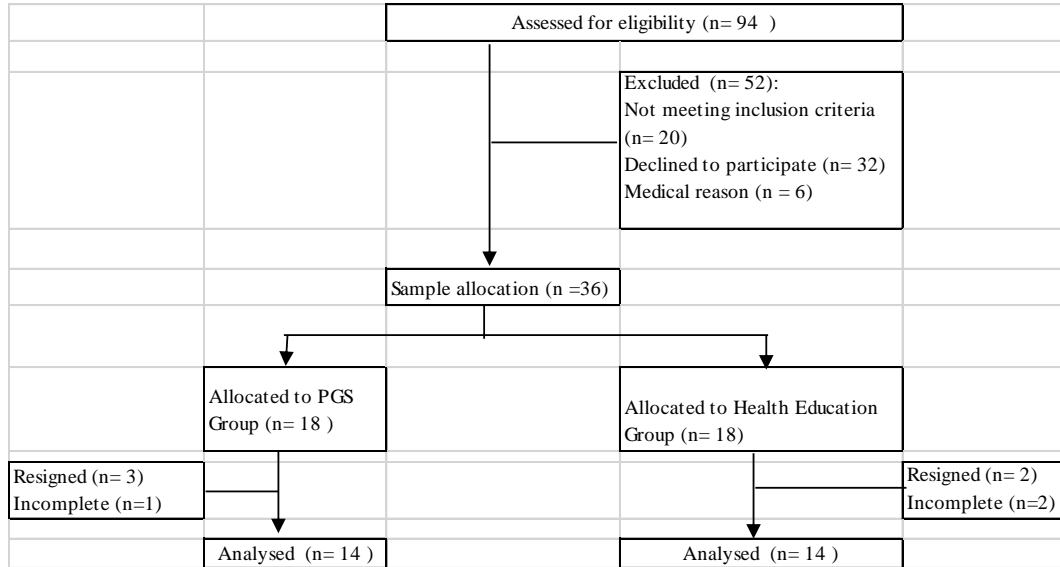 Assessed for eligibility (n= 94 )
Excluded (n= 52):
Not meeting inclusion criteria
(n= 20)
Declined to participate (n= 32)
Medical reason (n = 6)
Sample allocation (n =36)
Allocated to PGS
Group (n= 18 )
Allocated to Health Education
Group (n= 18)
Resigned (n= 3)
Incomplete (n=1)
Resigned (n= 2)
Incomplete (n=2)
Analysed (n= 14 )
Analysed (n= 14 )